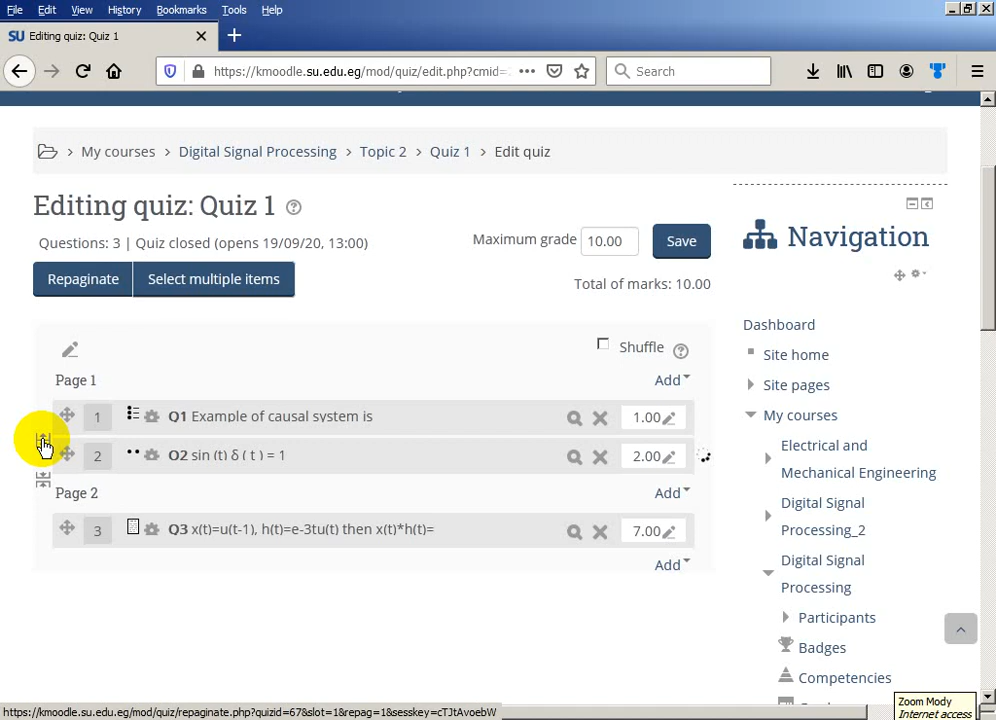 File Edit View History Bookmarks Tools Help
SU Editing quiz: Quiz 1
https://kmoodle.su.edu.eg/mod/quiz/edit.php?cmid=
Search
My courses > Digital Signal Processing > Topic 2 > Quiz 1 > Edit quiz
Editing quiz: Quiz 1
Questions: 3 | Quiz closed (opens 19/09/20, 13:00)
Maximum grade 10.00 Save
Repaginate Select multiple items
Total of marks: 10.00
Shuffle
Page 1 Add
1 Q1 Example of causal system is 1.00
2 Q2 sin (t) δ ( t ) = 1 2.00
Page 2 Add
3 Q3 x(t)=u(t-1), h(t)=e-3tu(t) then x(t)*h(t)= 7.00
Add
Navigation
Dashboard
Site home
Site pages
My courses
Electrical and
Mechanical Engineering
Digital Signal
Processing_2
Digital Signal
Processing
Participants
Badges
Competencies
Zoom Mody
Internet access
https://kmoodle.su.edu.eg/mod/quiz/repaginate.php?quizid=67&slot=1&repag=1&sesskey=cTJtAvoebW